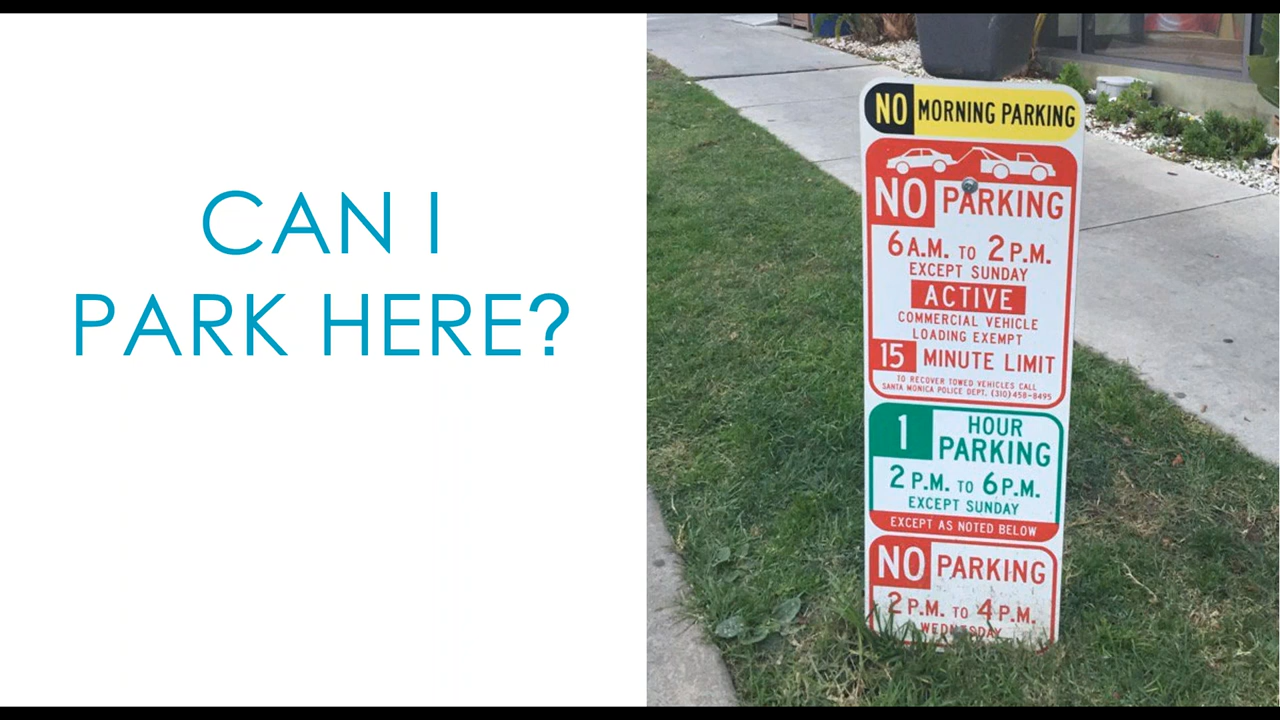 CAN I
PARK HERE?
NO MORNING PARKING
NO PARKING
6 A.M. TO 2 P.M.
EXCEPT SUNDAY
ACTIVE
COMMERCIAL VEHICLE
LOADING EXEMPT
15 MINUTE LIMIT
TO RECOVER TOWED VEHICLES CALL
SANTA MONICA POLICE DEPT. (310) 458-8495
1 HOUR
PARKING
2 P.M. TO 6 P.M.
EXCEPT SUNDAY
EXCEPT AS NOTED BELOW
NO PARKING
2 P.M. TO 4 P.M.
WEDNESDAY